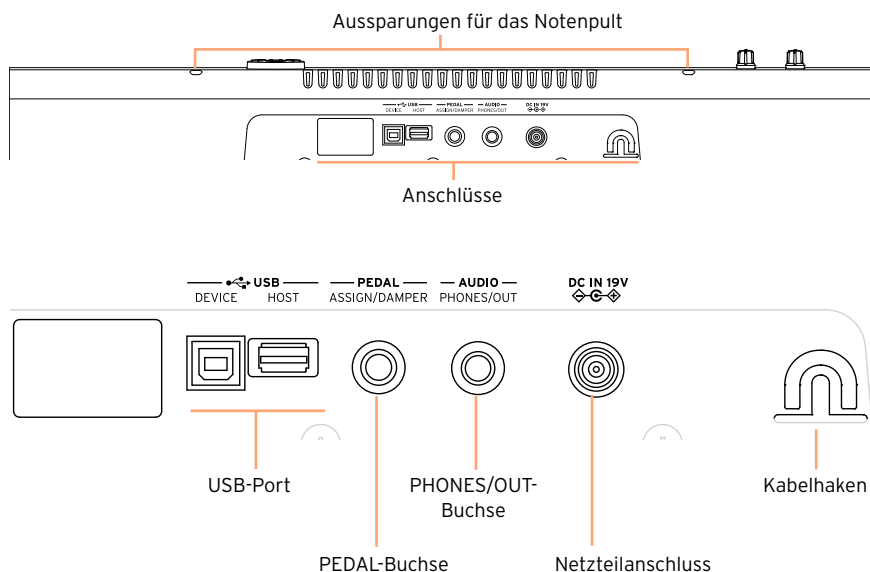 Aussparungen für das Notenpult
USB PEDAL AUDIO DC IN 19V
DEVICE HOST ASSIGN/DAMPER PHONES/OUT
Anschlüsse
USB PEDAL AUDIO DC IN 19V
DEVICE HOST ASSIGN/DAMPER PHONES/OUT
USB-Port
PHONES/OUT-
Buchse
Kabelhaken
PEDAL-Buchse
Netzteilanschluss